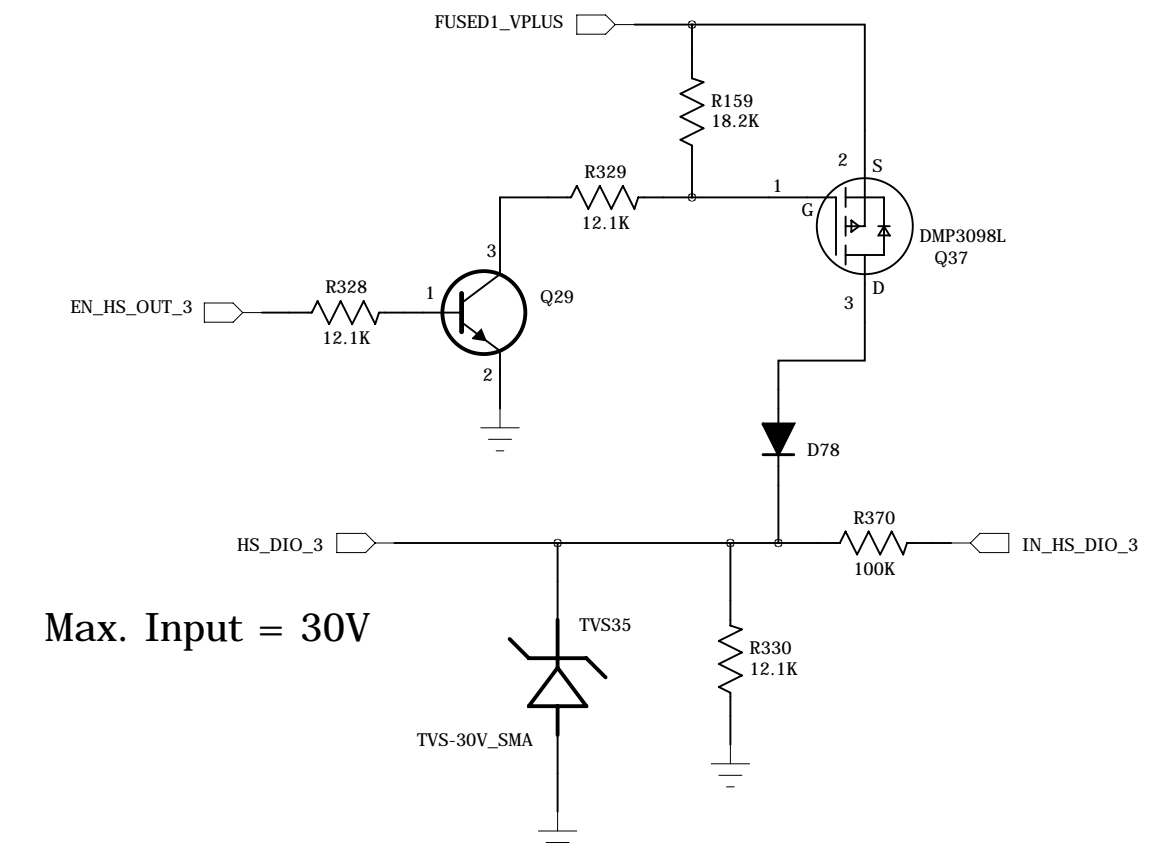 FUSED1_VPLUS
R159
18.2K
R329
12.1K
2
S
1
G
DMP3098L
Q37
D
3
3
EN_HS_OUT_3
R328
12.1K
1
Q29
2
D78
HS_DIO_3
R370
100K
IN_HS_DIO_3
Max. Input = 30V
TVS35
R330
12.1K
TVS-30V_SMA